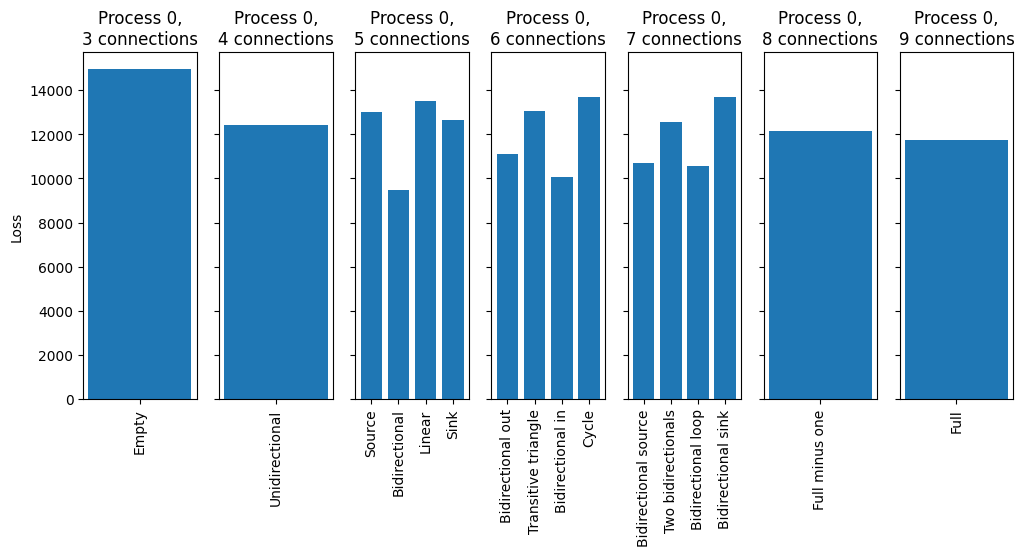 Process 0,
3 connections
Process 0,
4 connections
Process 0,
5 connections
Process 0,
6 connections
Process 0,
7 connections
Process 0,
8 connections
Process 0,
9 connections
Loss
14000
12000
10000
8000
6000
4000
2000
0
Empty
Unidirectional
Source
Bidirectional
Linear
Sink
Bidirectional out
Transitive triangle
Bidirectional in
Cycle
Bidirectional source
Two bidirectionals
Bidirectional loop
Bidirectional sink
Full minus one
Full